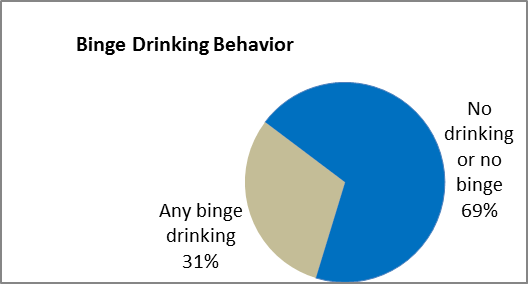 Binge Drinking Behavior
No
drinking
or no
binge
69%
Any binge
drinking
31%